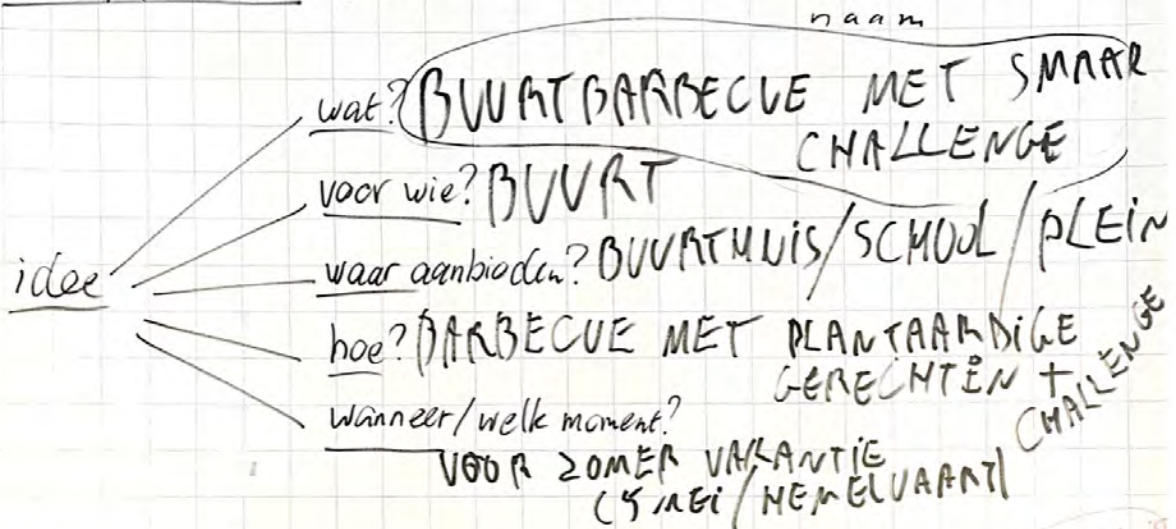 naam
wat? BUURTBARBECUE MET SMAAK
CHALLENGE
voor wie? BUURT
waar aanbieden? BUURTHUIS/SCHOOL/PLEIN
idee
hoe? BARBECUE MET PLANTAARDIGE
GERECHTEN + CHALLENGE
wanneer/welk moment?
VOOR ZOMER VAKANTIE
(5 MEI/HEMELVAART)